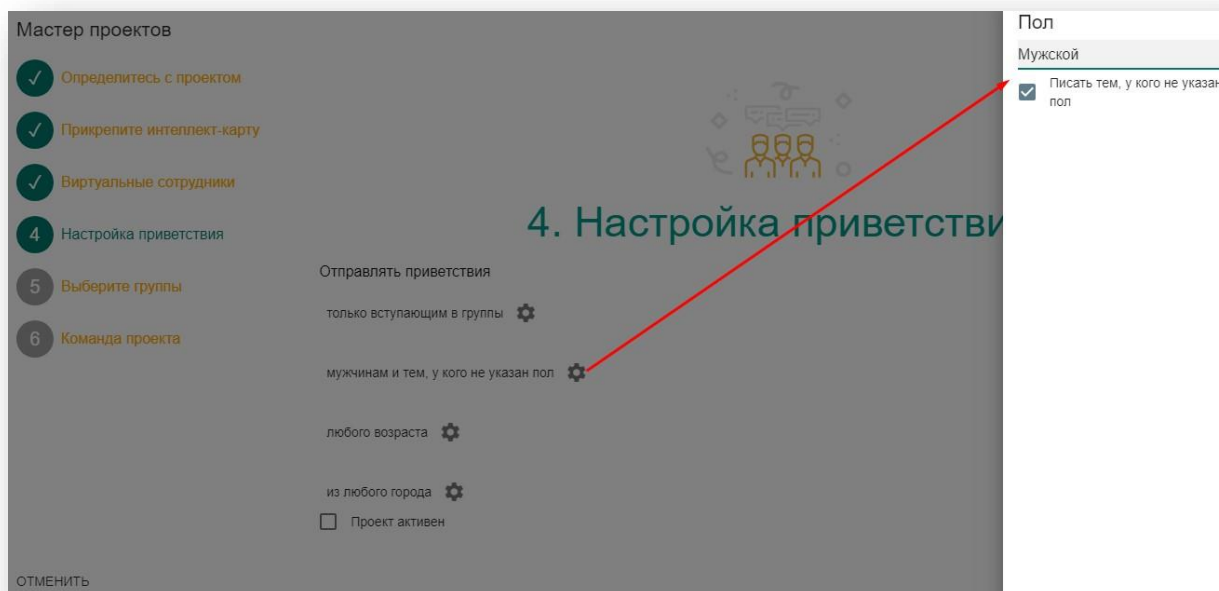 Мастер проектов
Определитесь с проектом
Прикрепите интеллект-карту
Виртуальные сотрудники
4 Настройка приветствия
5 Выберите группы
6 Команда проекта
ОТМЕНИТЬ
4. Настройка приветстви
Отправлять приветствия
только вступающим в группы
мужчинам и тем, у кого не указан пол
любого возраста
из любого города
Проект активен
Пол
Мужской
Писать тем, у кого не указан
пол